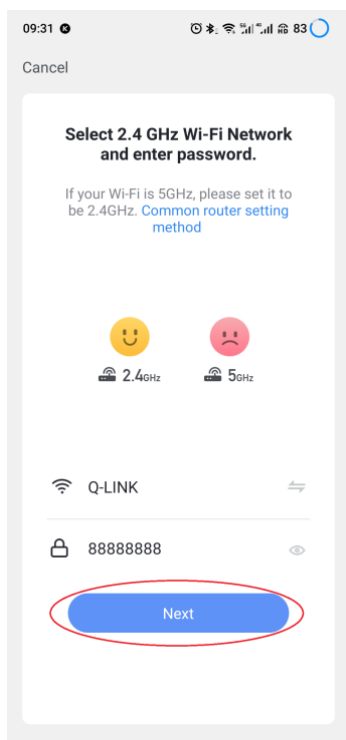 09:31
83
Cancel
Select 2.4 GHz Wi-Fi Network
and enter password.
If your Wi-Fi is 5GHz, please set it to
be 2.4GHz. Common router setting
method
2.4GHz 5GHz
Q-LINK
88888888
Next